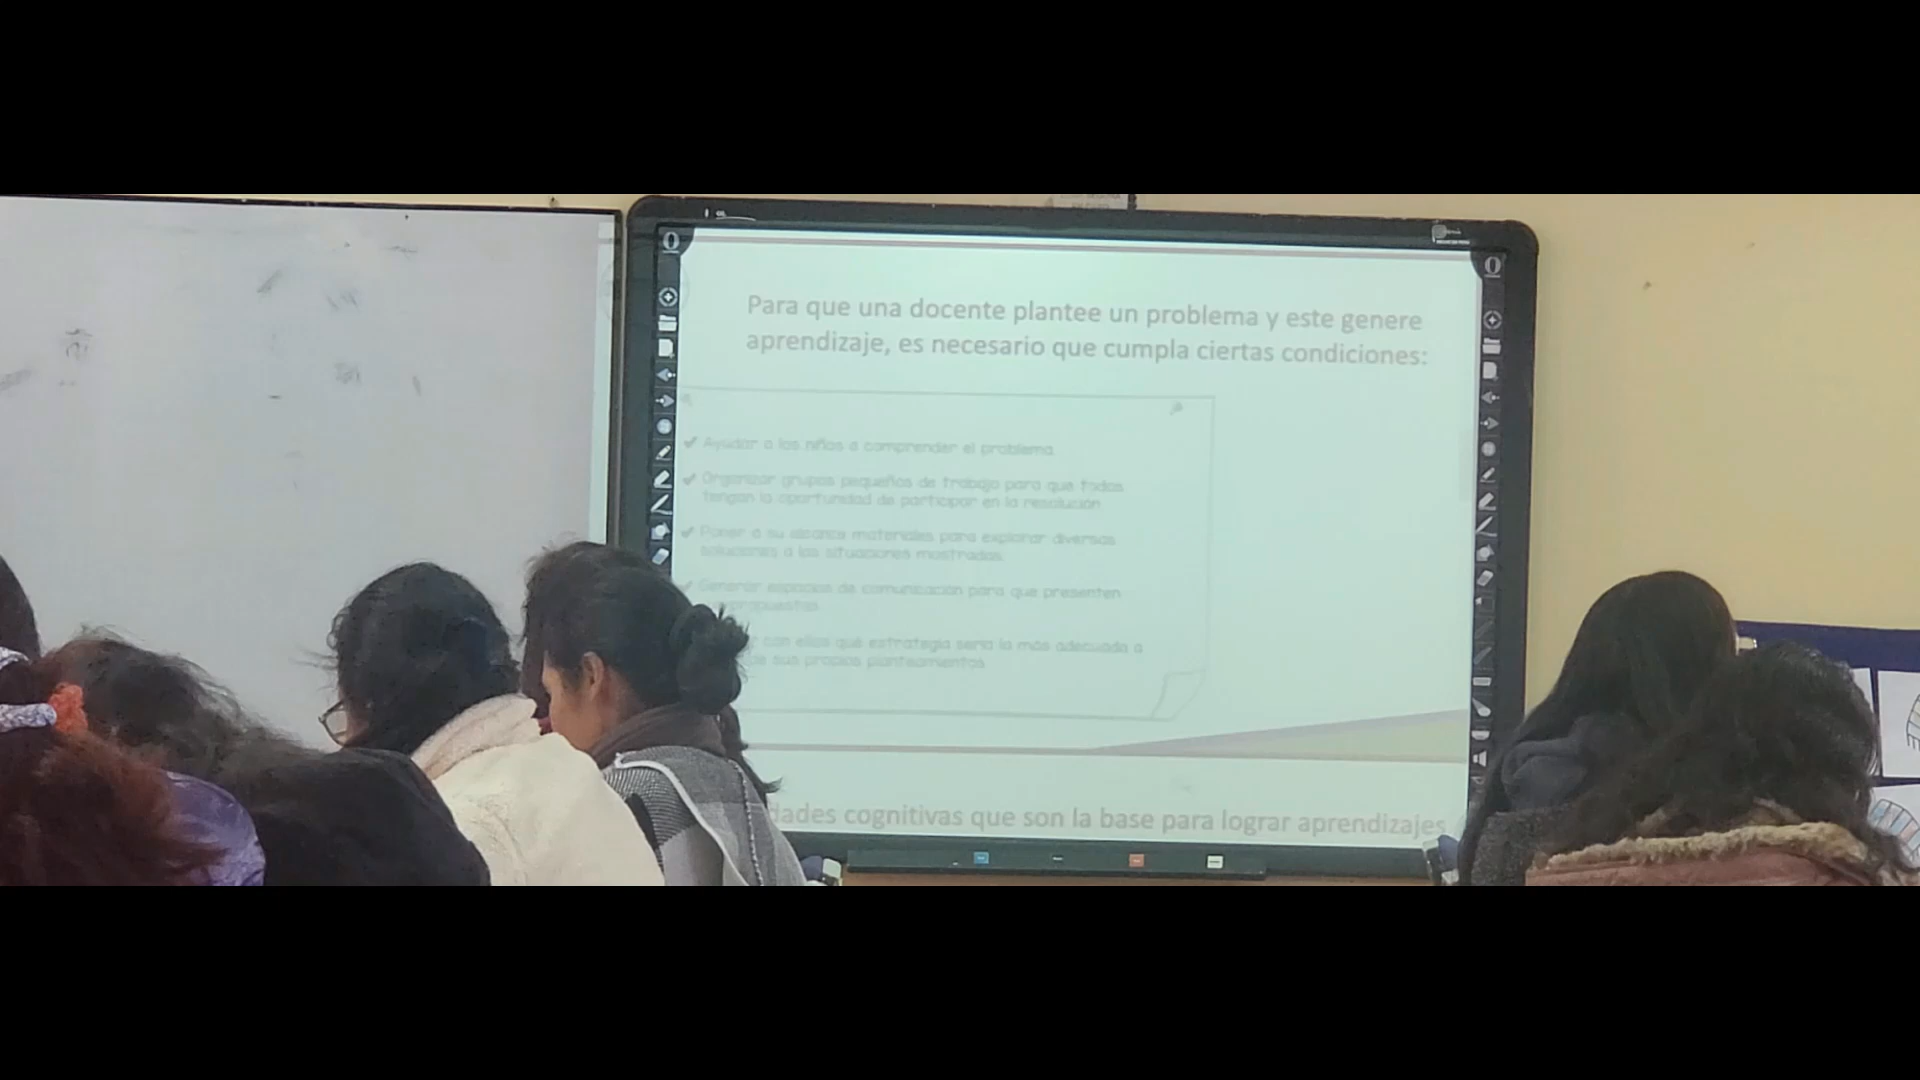 Para que una docente plantee un problema y este genere
aprendizaje, es necesario que cumpla ciertas condiciones:
✔ Ayudar a los niños a comprender el problema.
✔ Organizar grupos pequeños de trabajo para que todos
tengan la oportunidad de participar en la resolución.
✔ Poner a su alcance materiales para explorar diversas
soluciones a las situaciones mostradas.
✔ Generar espacios de comunicación para que presenten
propuestas.
con ellos qué estrategia sería la más adecuada a
sus propios planteamientos.
dades cognitivas que son la base para lograr aprendizajes